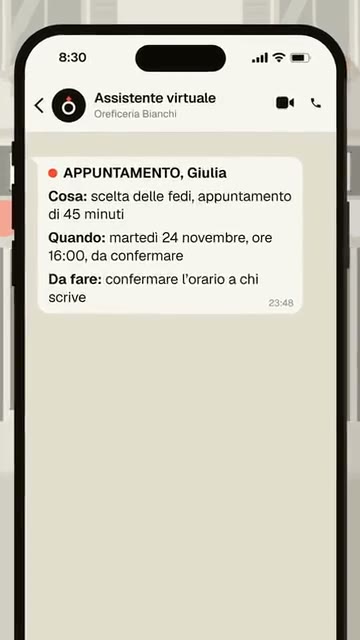 8:30
Assistente virtuale
Oreficeria Bianchi
APPUNTAMENTO, Giulia
Cosa: scelta delle fedi, appuntamento
di 45 minuti
Quando: martedì 24 novembre, ore
16:00, da confermare
Da fare: confermare l'orario a chi
scrive
23:48